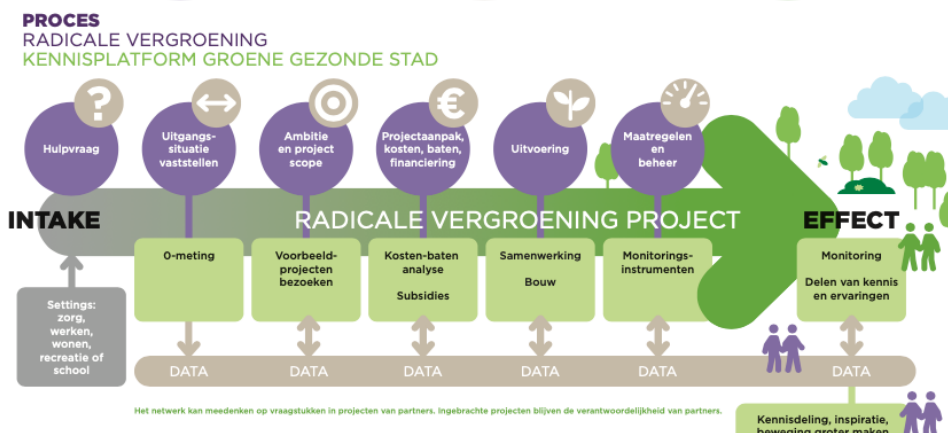 PROCES
RADICALE VERGROENING
KENNISPLATFORM GROENE GEZONDE STAD
?
€
Hulpvraag
Uitgangs-
situatie
vaststellen
Ambitie
en project
scope
Projectaanpak,
kosten, baten,
financiering
Uitvoering
Maatregelen
en
beheer
INTAKE
RADICALE VERGROENING PROJECT
EFFECT
0-meting
Voorbeeld-
projecten
bezoeken
Kosten-baten
analyse
Subsidies
Samenwerking
Bouw
Monitorings-
instrumenten
Monitoring
Delen van kennis
en ervaringen
Settings:
zorg,
werken,
wonen,
recreatie of
school
DATA
DATA
DATA
DATA
DATA
DATA
Het netwerk kan meedenken op vraagstukken in projecten van partners. Ingebrachte projecten blijven de verantwoordelijkheid van partners.
Kennisdeling, inspiratie,
beweging groter maken